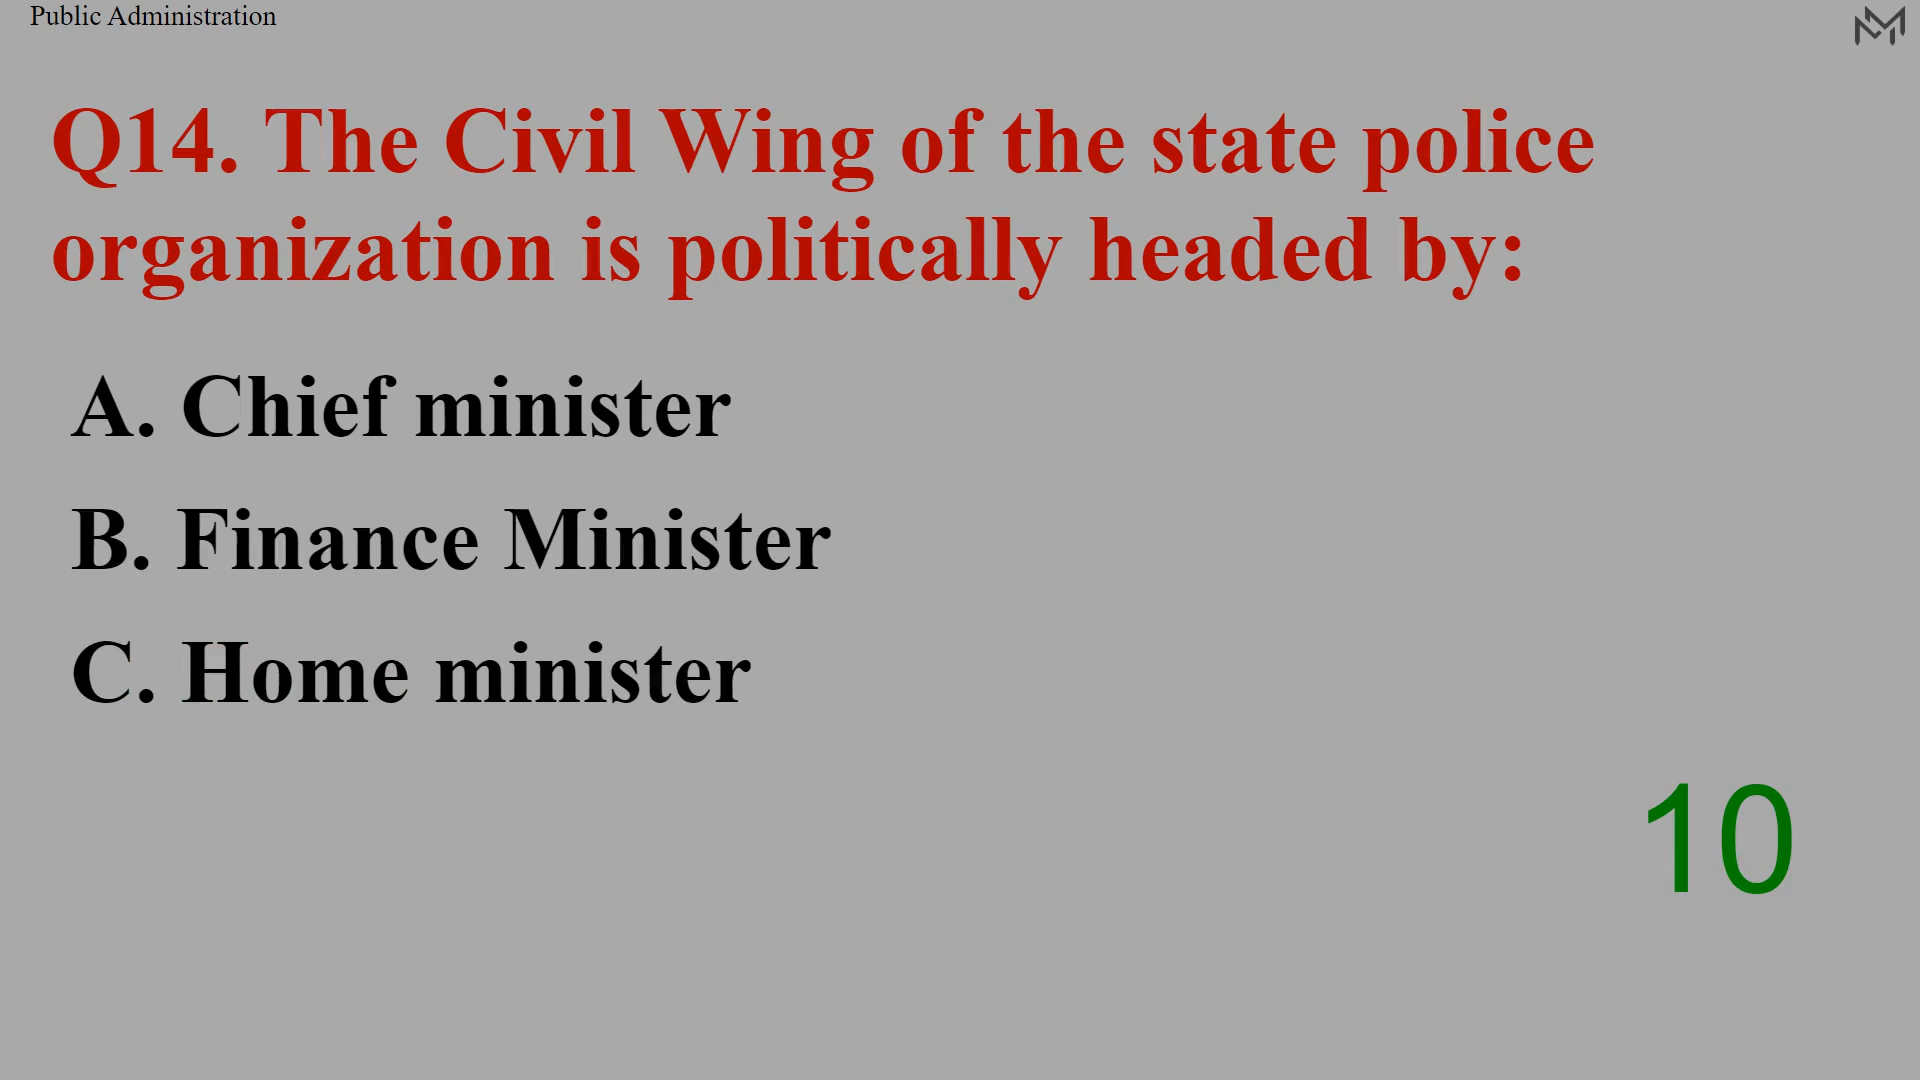 Public Administration
Q14. The Civil Wing of the state police
organization is politically headed by:
A. Chief minister
B. Finance Minister
C. Home minister
10